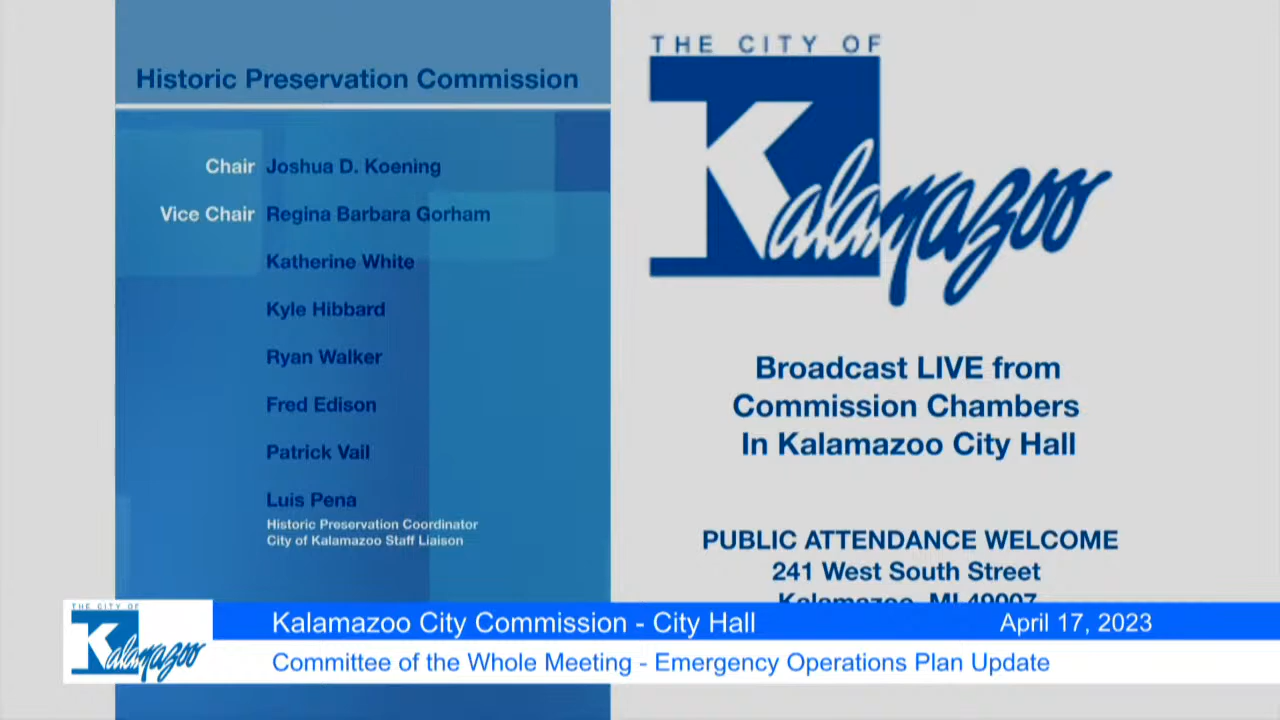 Historic Preservation Commission
Chair Joshua D. Koening
Vice Chair Regina Barbara Gorham
Katherine White
Kyle Hibbard
Ryan Walker
Fred Edison
Patrick Vail
Luis Pena
Historic Preservation Coordinator
City of Kalamazoo Staff Liaison
THE CITY OF
Kalamazoo
Broadcast LIVE from
Commission Chambers
In Kalamazoo City Hall
PUBLIC ATTENDANCE WELCOME
241 West South Street
Kalamazoo, MI 49007
THE CITY OF
Kalamazoo
Kalamazoo City Commission - City Hall April 17, 2023
Committee of the Whole Meeting - Emergency Operations Plan Update